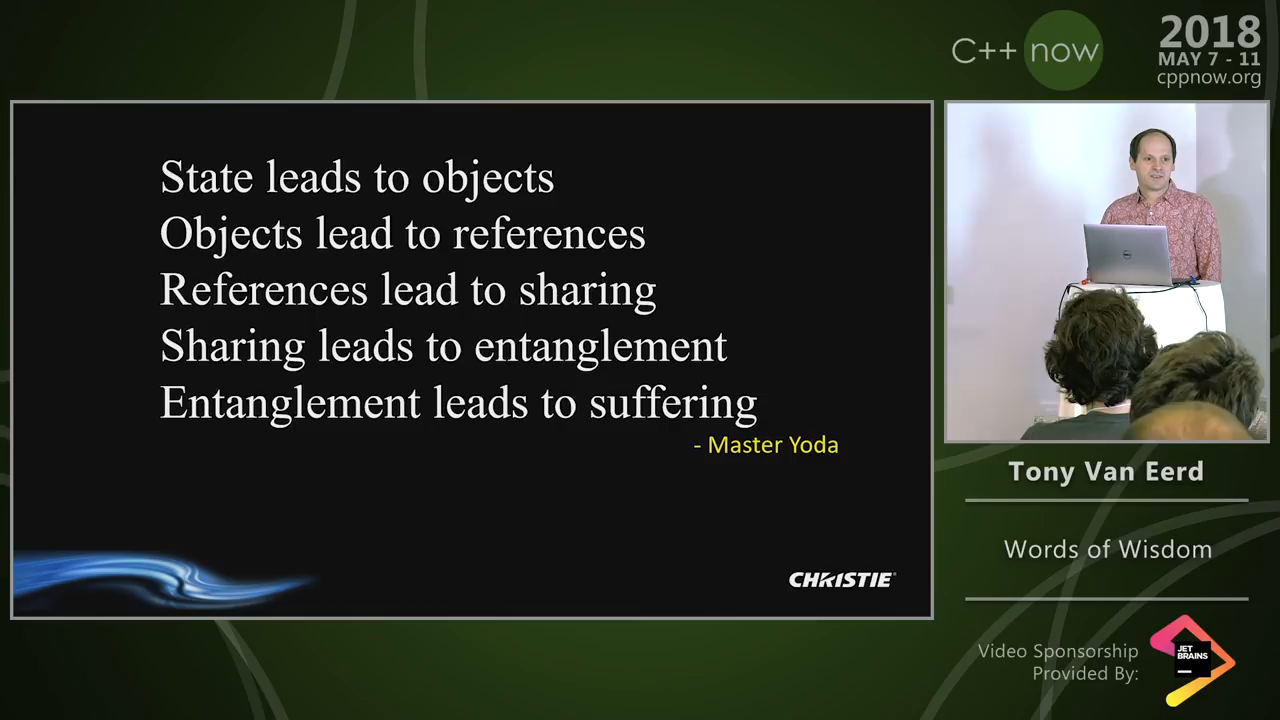 C++ now
2018
MAY 7 - 11
cppnow.org
State leads to objects
Objects lead to references
References lead to sharing
Sharing leads to entanglement
Entanglement leads to suffering
- Master Yoda
CHRISTIE®
Tony Van Eerd
Words of Wisdom
Video Sponsorship
Provided By:
JET
BRAINS